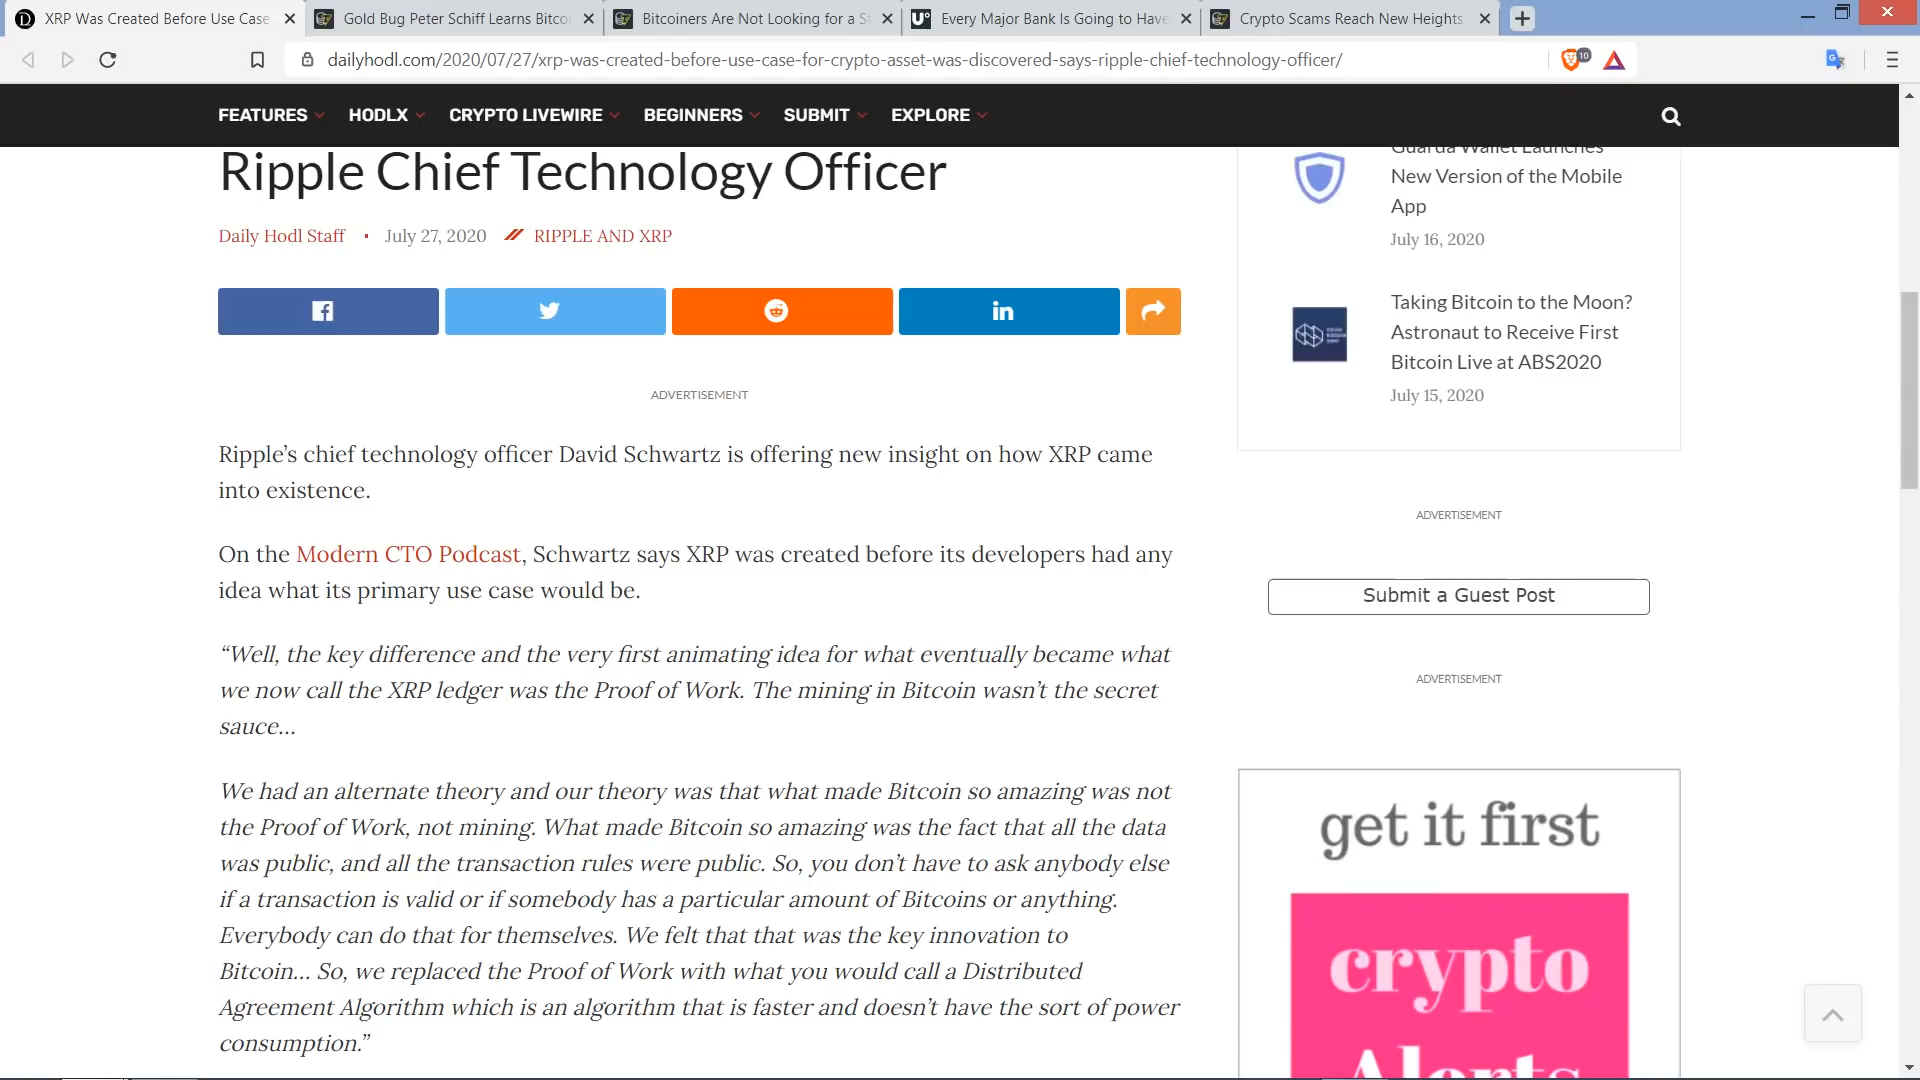 XRP Was Created Before Use Case
Gold Bug Peter Schiff Learns Bitco
Bitcoiners Are Not Looking for a S
Every Major Bank Is Going to Have
Crypto Scams Reach New Heights
dailyhodl.com/2020/07/27/xrp-was-created-before-use-case-for-crypto-asset-was-discovered-says-ripple-chief-technology-officer/
10
FEATURES
HODLX
CRYPTO LIVEWIRE
BEGINNERS
SUBMIT
EXPLORE
Ripple Chief Technology Officer
Daily Hodl Staff
July 27, 2020
RIPPLE AND XRP
ADVERTISEMENT
Ripple’s chief technology officer David Schwartz is offering new insight on how XRP came
into existence.
On the Modern CTO Podcast, Schwartz says XRP was created before its developers had any
idea what its primary use case would be.
“Well, the key difference and the very first animating idea for what eventually became what
we now call the XRP ledger was the Proof of Work. The mining in Bitcoin wasn’t the secret
sauce…
We had an alternate theory and our theory was that what made Bitcoin so amazing was not
the Proof of Work, not mining. What made Bitcoin so amazing was the fact that all the data
was public, and all the transaction rules were public. So, you don’t have to ask anybody else
if a transaction is valid or if somebody has a particular amount of Bitcoins or anything.
Everybody can do that for themselves. We felt that that was the key innovation to
Bitcoin… So, we replaced the Proof of Work with what you would call a Distributed
Agreement Algorithm which is an algorithm that is faster and doesn’t have the sort of power
consumption.”
Guarda Wallet Launches
New Version of the Mobile
App
July 16, 2020
Taking Bitcoin to the Moon?
Astronaut to Receive First
Bitcoin Live at ABS2020
July 15, 2020
ADVERTISEMENT
Submit a Guest Post
ADVERTISEMENT
get it first
crypto
Alerts